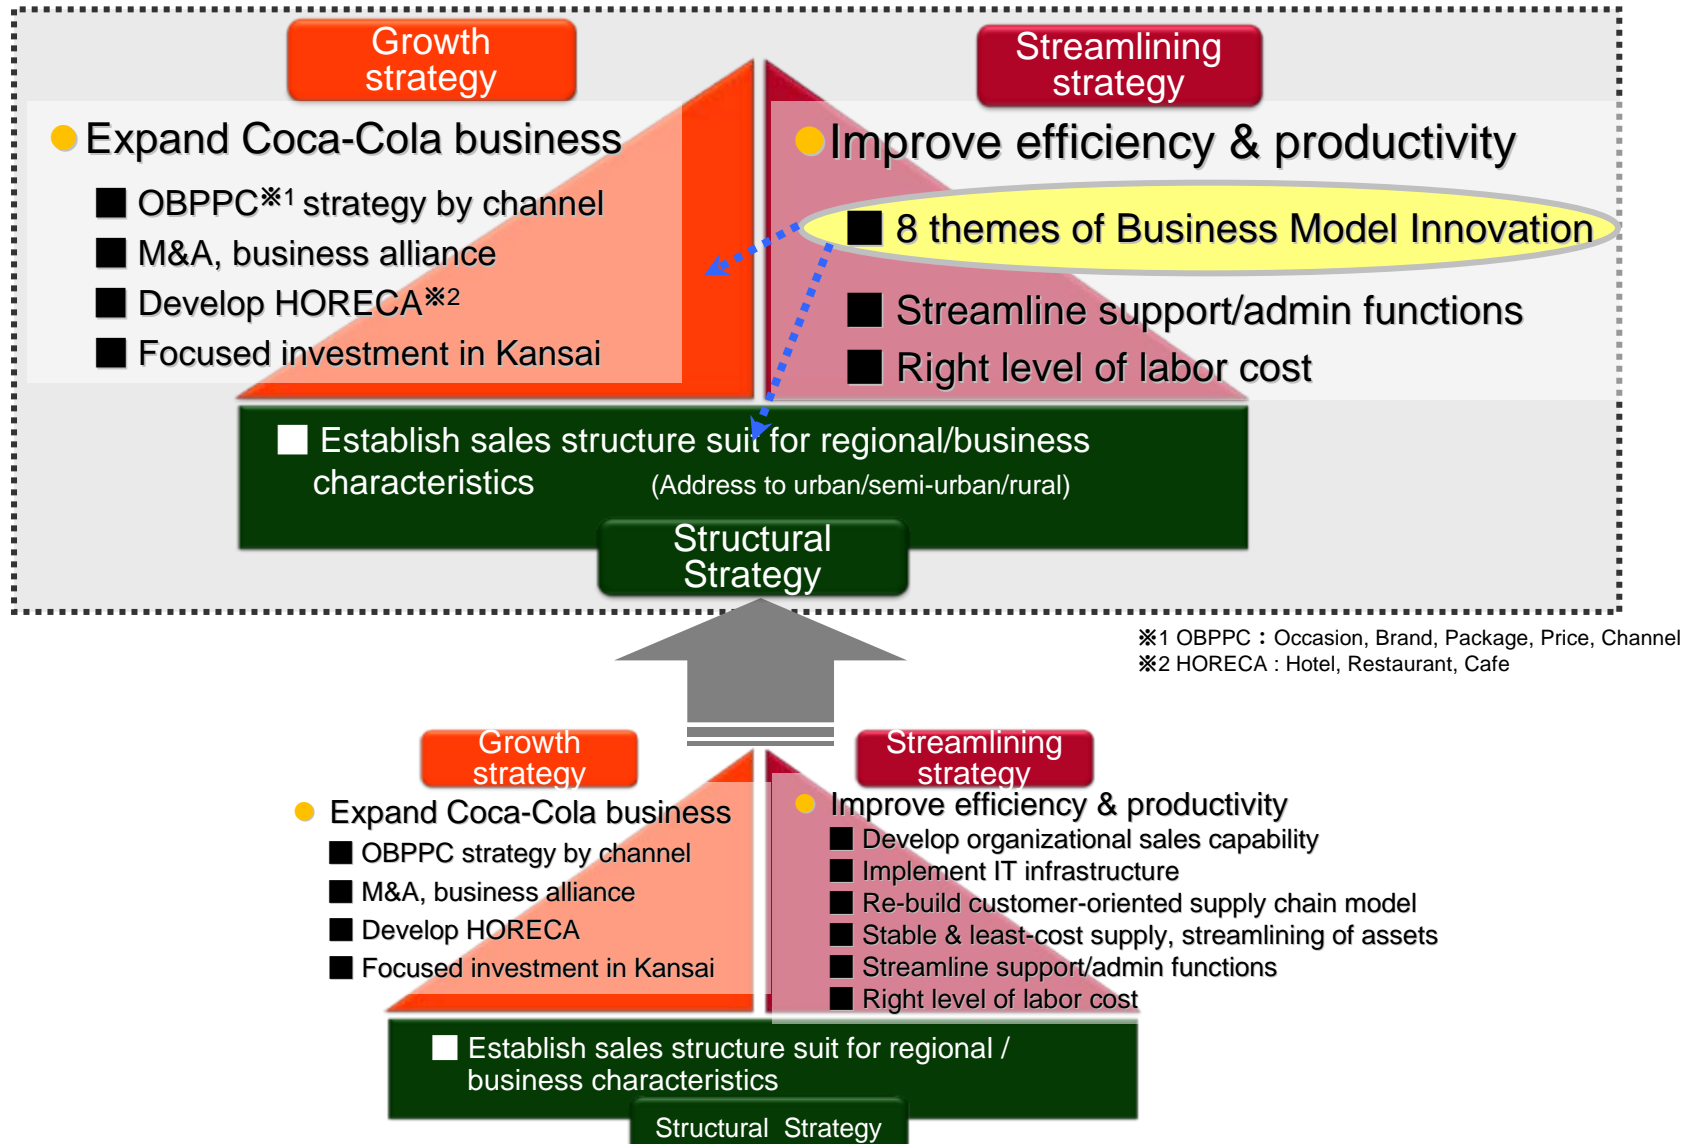 Growth
strategy
Streamlining
strategy
Expand Coca-Cola business
OBPPC※1 strategy by channel
M&A, business alliance
Develop HORECA※2
Focused investment in Kansai
Improve efficiency & productivity
8 themes of Business Model Innovation
Streamline support/admin functions
Right level of labor cost
Establish sales structure suit for regional/business
characteristics (Address to urban/semi-urban/rural)
Structural
Strategy
※1 OBPPC : Occasion, Brand, Package, Price, Channel
※2 HORECA : Hotel, Restaurant, Cafe
Growth
strategy
Streamlining
strategy
Expand Coca-Cola business
OBPPC strategy by channel
M&A, business alliance
Develop HORECA
Focused investment in Kansai
Improve efficiency & productivity
Develop organizational sales capability
Implement IT infrastructure
Re-build customer-oriented supply chain model
Stable & least-cost supply, streamlining of assets
Streamline support/admin functions
Right level of labor cost
Establish sales structure suit for regional /
business characteristics
Structural Strategy